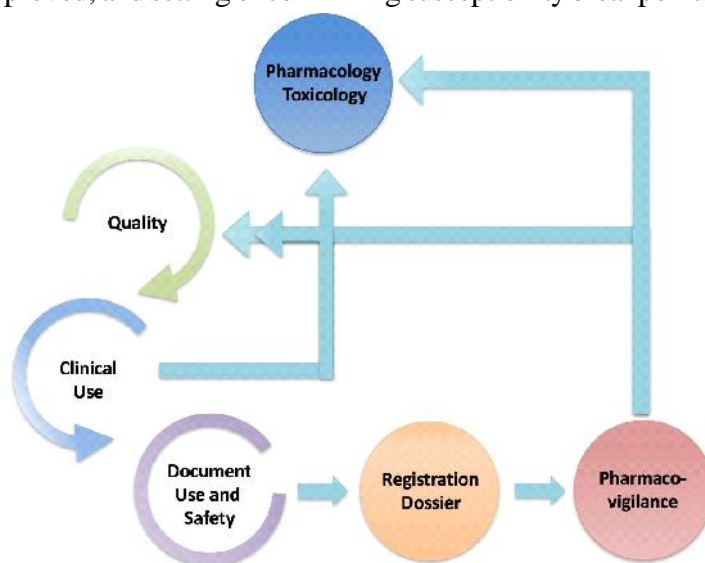 Pharmacology
Toxicology
Quality
Clinical
Use
Document
Use and
Safety
Registration
Dossier
Pharmaco-
vigilance